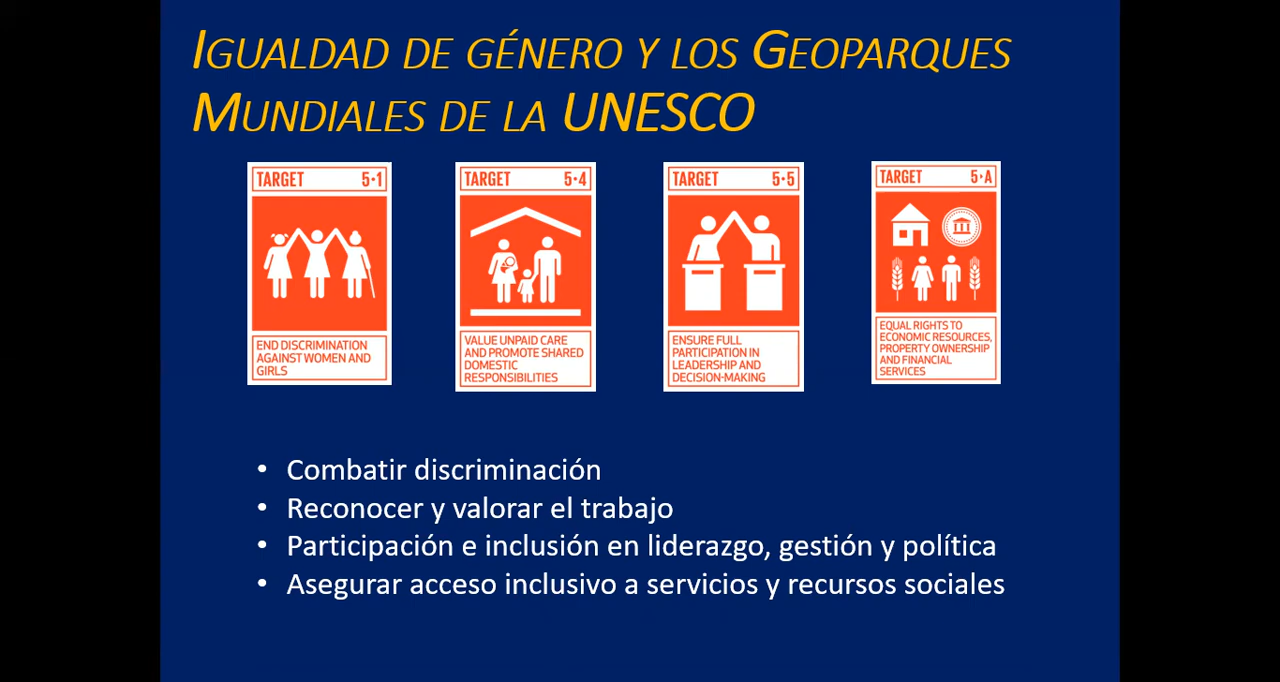 Igualdad de género y los Geoparques
Mundiales de la UNESCO
TARGET 5·1
END DISCRIMINATION
AGAINST WOMEN AND
GIRLS
TARGET 5·4
VALUE UNPAID CARE
AND PROMOTE SHARED
DOMESTIC
RESPONSIBILITIES
TARGET 5·5
ENSURE FULL
PARTICIPATION IN
LEADERSHIP AND
DECISION-MAKING
TARGET 5·A
EQUAL RIGHTS TO
ECONOMIC RESOURCES,
PROPERTY OWNERSHIP
AND FINANCIAL
SERVICES
• Combatir discriminación
• Reconocer y valorar el trabajo
• Participación e inclusión en liderazgo, gestión y política
• Asegurar acceso inclusivo a servicios y recursos sociales